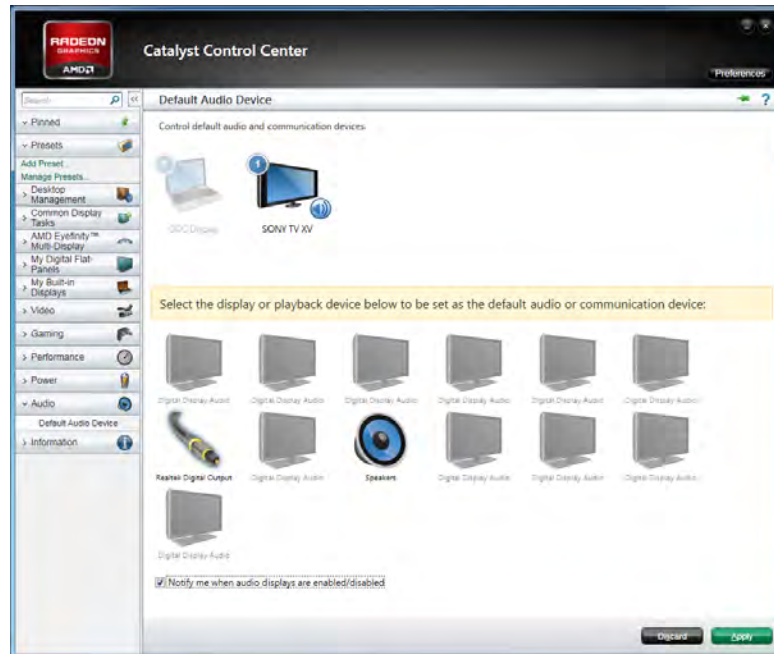 RADEON
GRAPHICS
AMD
Catalyst Control Center
Preferences
Search
Default Audio Device
?
Pinned
Control default audio and communication devices
Presets
Add Preset...
Manage Presets...
Desktop
Management
Common Display
Tasks
AMD Eyefinity™
Multi-Display
My Digital Flat-
Panels
My Built-in
Displays
Video
Gaming
Performance
Power
Audio
Default Audio Device
Information
1
Display
SONY TV XV
Select the display or playback device below to be set as the default audio or communication device:
Digital Display Audio
Digital Display Audio
Digital Display Audio
Digital Display Audio
Digital Display Audio
Digital Display Audio
Realtek Digital Output
Digital Display Audio
Speakers
Digital Display Audio
Digital Display Audio
Digital Display Audio
Digital Display Audio
Notify me when audio displays are enabled/disabled
Discard
Apply